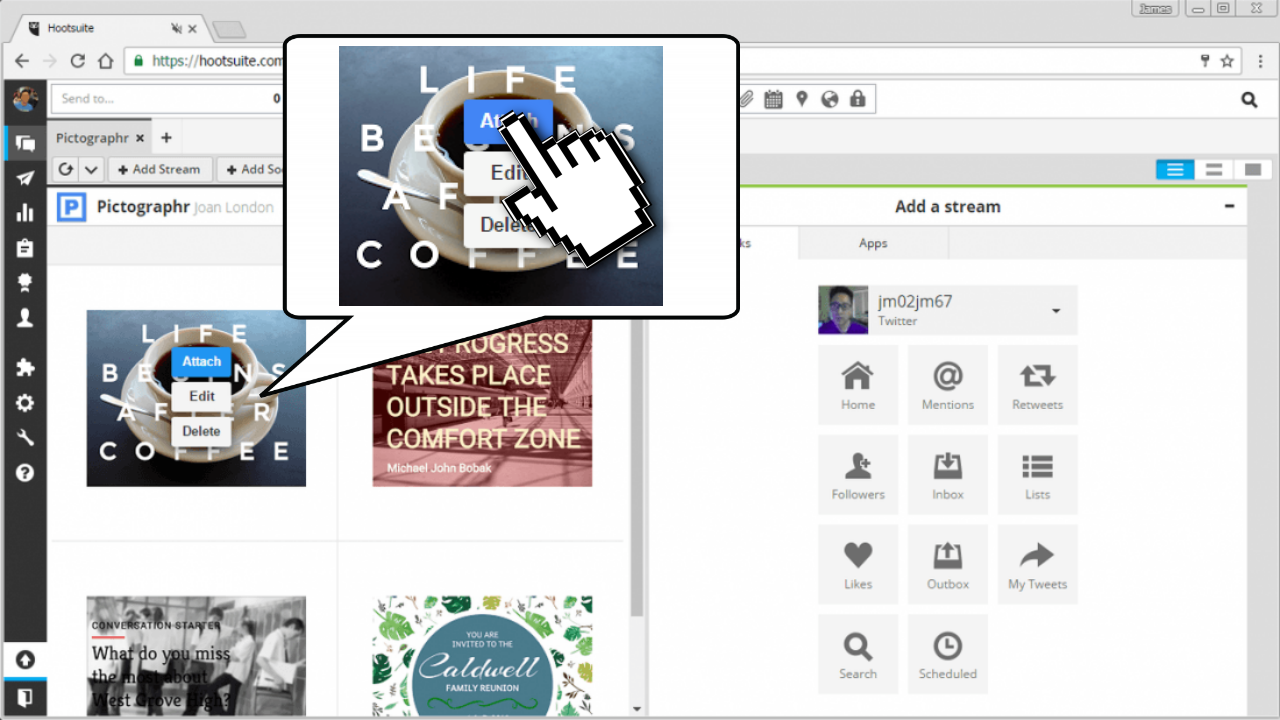 James
Hootsuite
https://hootsuite.com
Send to...
0
Pictographr
Add Stream
Add So
P
Pictographr Joan London
LIFE
Attach
BE NS
Edit
AF
Delete
COFFEE
LIFE
Attach
BEGINS
Edit
AFTER
Delete
COFFEE
PROGRESS
TAKES PLACE
OUTSIDE THE
COMFORT ZONE
Michael John Bobak
CONVERSATION STARTER
What do you miss
the most about
West Grove High?
YOU ARE
INVITED TO THE
Caldwell
FAMILY REUNION
Add a stream
ks
Apps
jm02jm67
Twitter
Home
Mentions
Retweets
Followers
Inbox
Lists
Likes
Outbox
My Tweets
Search
Scheduled